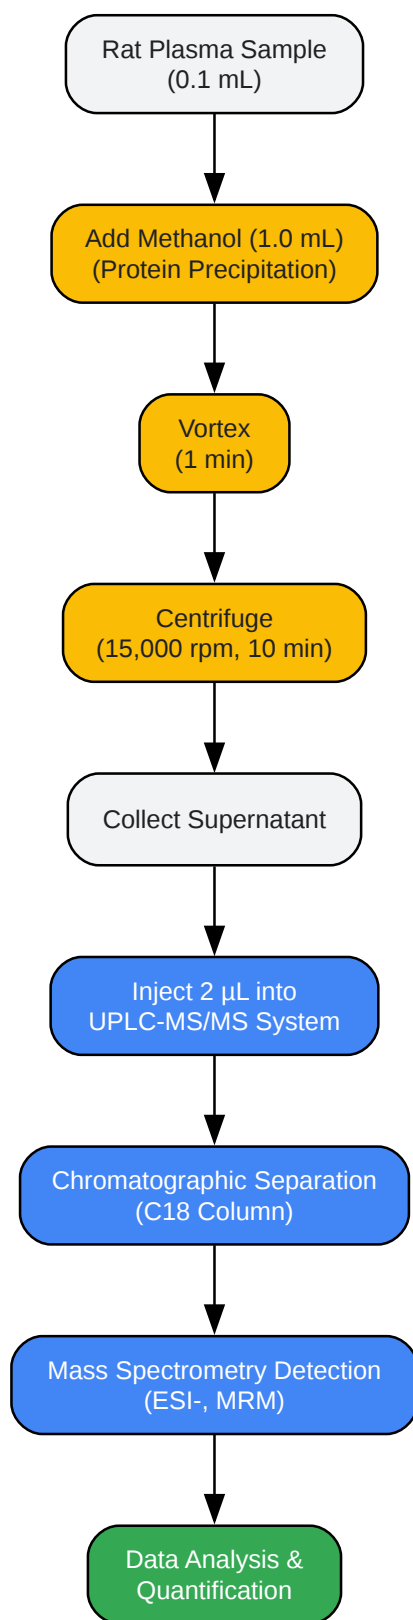 Rat Plasma Sample
(0.1 mL)
Add Methanol (1.0 mL)
(Protein Precipitation)
Vortex
(1 min)
Centrifuge
(15,000 rpm, 10 min)
Collect Supernatant
Inject 2 µL into
UPLC-MS/MS System
Chromatographic Separation
(C18 Column)
Mass Spectrometry Detection
(ESI-, MRM)
Data Analysis &
Quantification